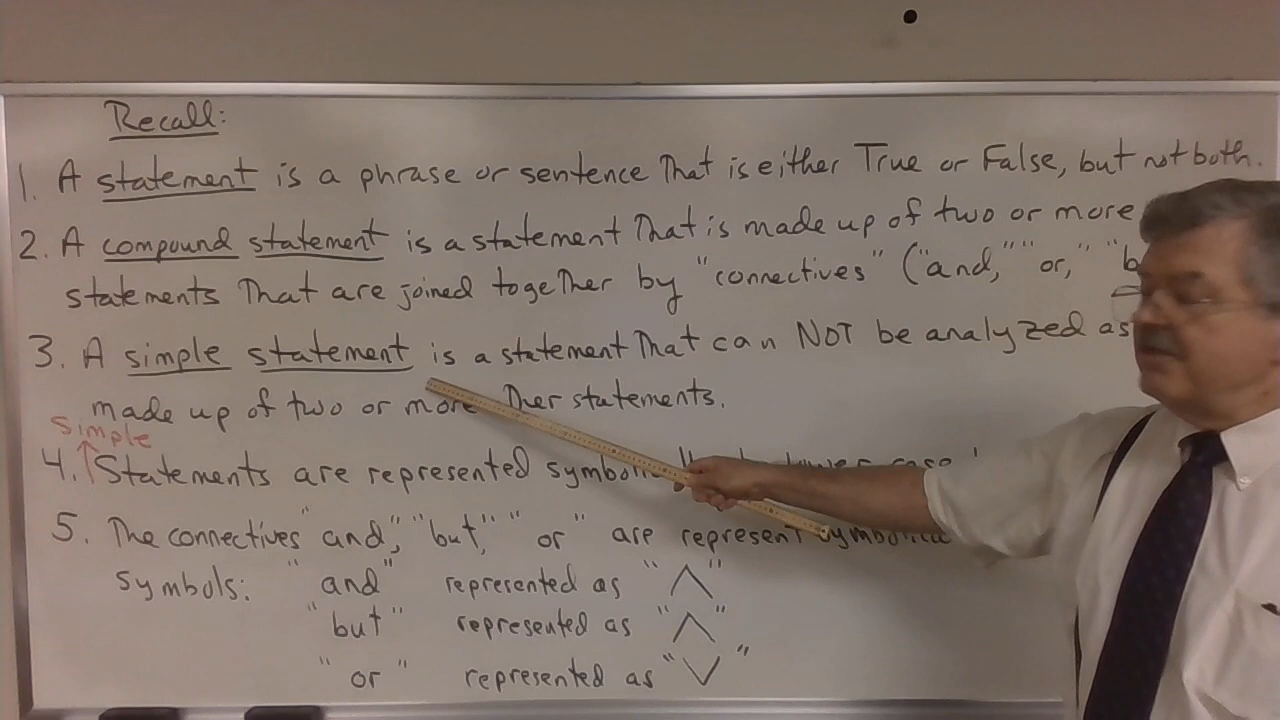 Recall:
1. A statement is a phrase or sentence that is either True or False, but not both.
2. A compound statement is a statement that is made up of two or more
statements that are joined together by "connectives" ("and," "or," "b
3. A simple statement is a statement that can NOT be analyzed as
made up of two or more statements.
simple
4. ↑ Statements are represented
5. The connectives "and," "but," "or" are represent
symbols: "and" represented as "∧"
"but" represented as "∧"
"or" represented as "∨"